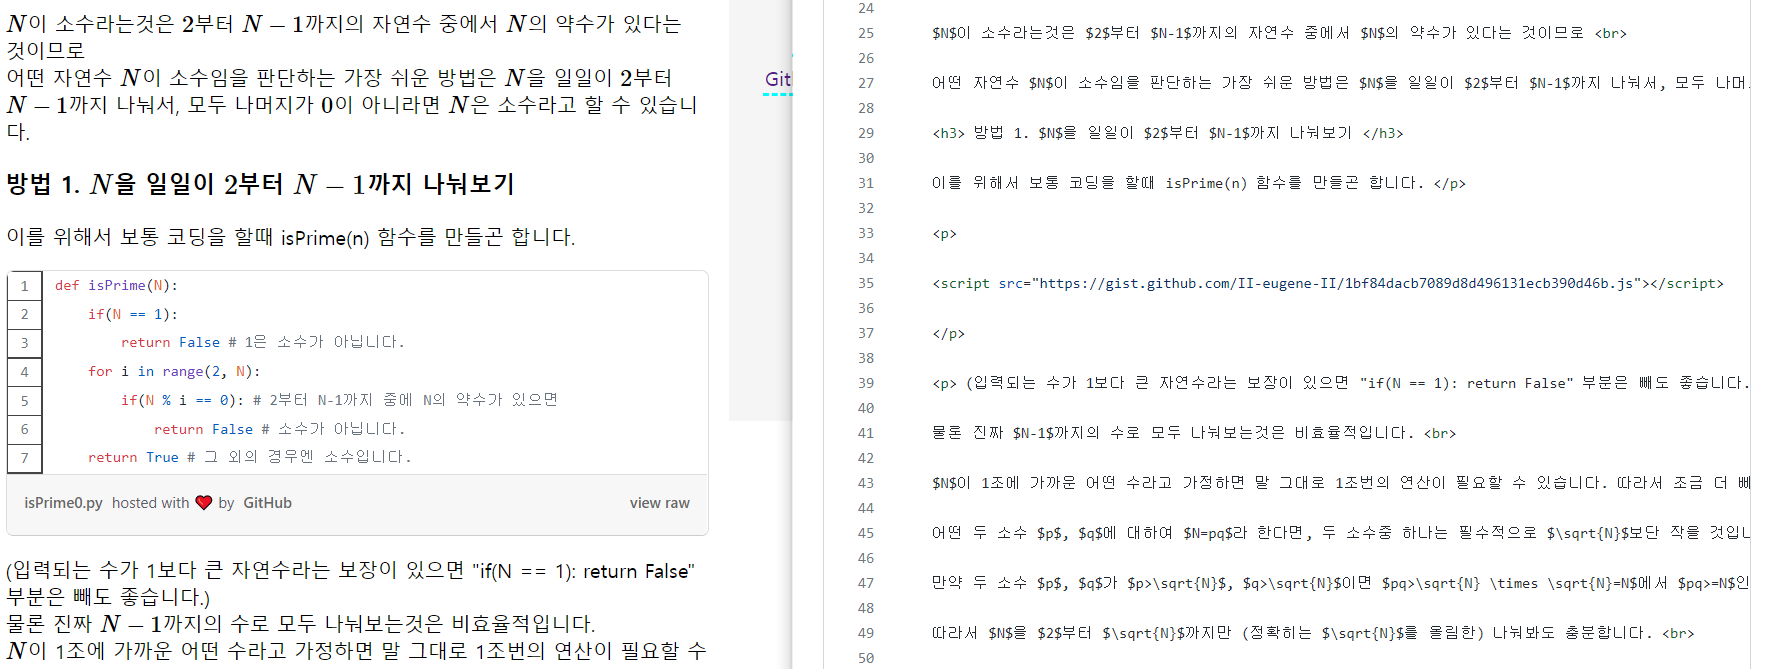 N이 소수라는것은 2부터 N − 1까지의 자연수 중에서 N의 약수가 있다는
것이므로
어떤 자연수 N이 소수임을 판단하는 가장 쉬운 방법은 N을 일일이 2부터
N − 1까지 나눠서, 모두 나머지가 0이 아니라면 N은 소수라고 할 수 있습니
다.
방법 1. N을 일일이 2부터 N − 1까지 나눠보기
이를 위해서 보통 코딩을 할때 isPrime(n) 함수를 만들곤 합니다.
1 def isPrime(N):
2 if(N == 1):
3 return False # 1은 소수가 아닙니다.
4 for i in range(2, N):
5 if(N % i == 0): # 2부터 N-1까지 중에 N의 약수가 있으면
6 return False # 소수가 아닙니다.
7 return True # 그 외의 경우엔 소수입니다.
isPrime0.py hosted with ❤ by GitHub view raw
(입력되는 수가 1보다 큰 자연수라는 보장이 있으면 "if(N == 1): return False"
부분은 빼도 좋습니다.)
물론 진짜 N − 1까지의 수로 모두 나눠보는것은 비효율적입니다.
N이 1조에 가까운 어떤 수라고 가정하면 말 그대로 1조번의 연산이 필요할 수
Git
24
25 $N$이 소수라는것은 $2$부터 $N-1$까지의 자연수 중에서 $N$의 약수가 있다는 것이므로 <br>
26
27 어떤 자연수 $N$이 소수임을 판단하는 가장 쉬운 방법은 $N$을 일일이 $2$부터 $N-1$까지 나눠서, 모두 나머
28
29 <h3> 방법 1. $N$을 일일이 $2$부터 $N-1$까지 나눠보기 </h3>
30
31 이를 위해서 보통 코딩을 할때 isPrime(n) 함수를 만들곤 합니다. </p>
32
33 <p>
34
35 <script src="https://gist.github.com/II-eugene-II/1bf84dacb7089d8d496131ecb390d46b.js"></script>
36
37 </p>
38
39 <p> (입력되는 수가 1보다 큰 자연수라는 보장이 있으면 "if(N == 1): return False" 부분은 빼도 좋습니다.
40
41 물론 진짜 $N-1$까지의 수로 모두 나눠보는것은 비효율적입니다. <br>
42
43 $N$이 1조에 가까운 어떤 수라고 가정하면 말 그대로 1조번의 연산이 필요할 수 있습니다. 따라서 조금 더 빠
44
45 어떤 두 소수 $p$, $q$에 대하여 $N=pq$라 한다면, 두 소수중 하나는 필수적으로 $\sqrt{N}$보단 작을 것입니
46
47 만약 두 소수 $p$, $q$가 $p>\sqrt{N}$, $q>\sqrt{N}$이면 $pq>\sqrt{N} \times \sqrt{N}=N$에서 $pq>=N$인
48
49 따라서 $N$을 $2$부터 $\sqrt{N}$까지만 (정확히는 $\sqrt{N}$를 올림한) 나눠봐도 충분합니다. <br>
50